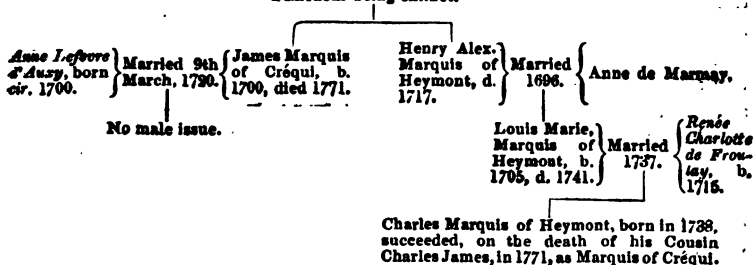 Anne Lefevre d'Auxy, born cir. 1700.
Married 9th March, 1720.
James Marquis of Créqui, b. 1700, died 1771.
No male issue.
Henry Alex. Marquis of Heymont, d. 1717.
Married 1696.
Anne de Marmay.
Louis Marie, Marquis of Heymont, b. 1705, d. 1741.
Married 1737.
Renée Charlotte de Froulay, b. 1715.
Charles Marquis of Heymont, born in 1738,
succeeded, on the death of his Cousin
Charles James, in 1771, as Marquis of Créqui.